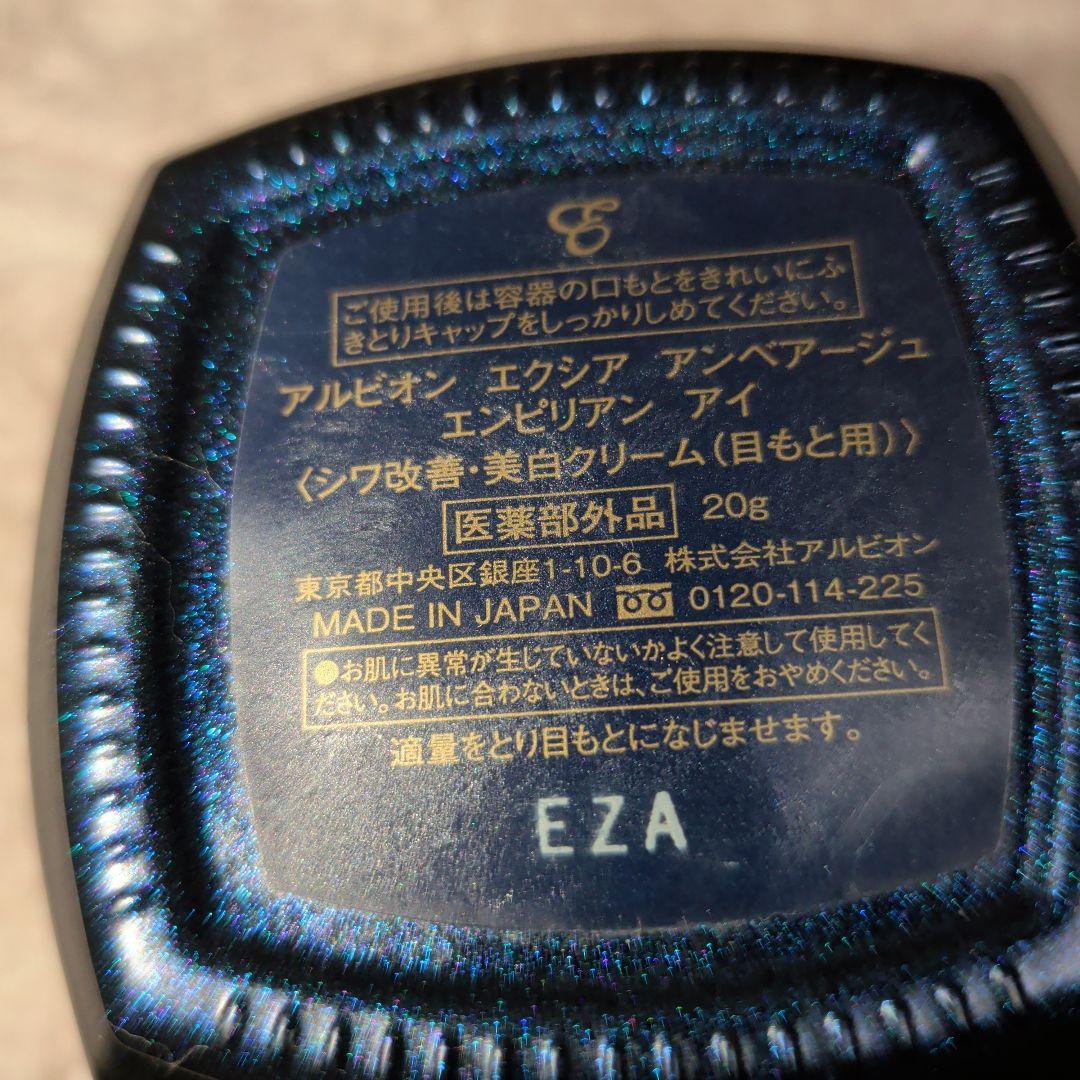 E
ご使用後は容器の口もとをきれいにふ
きとりキャップをしっかりしめてください。
アルビオン エクシア アンベアージュ
エンピリアン アイ
〈シワ改善・美白クリーム(目もと用)〉
医薬部外品 20g
東京都中央区銀座1-10-6 株式会社アルビオン
MADE IN JAPAN 0120-114-225
●お肌に異常が生じていないかよく注意して使用してく
ださい。お肌に合わないときは、ご使用をおやめください。
適量をとり目もとになじませます。
EZA